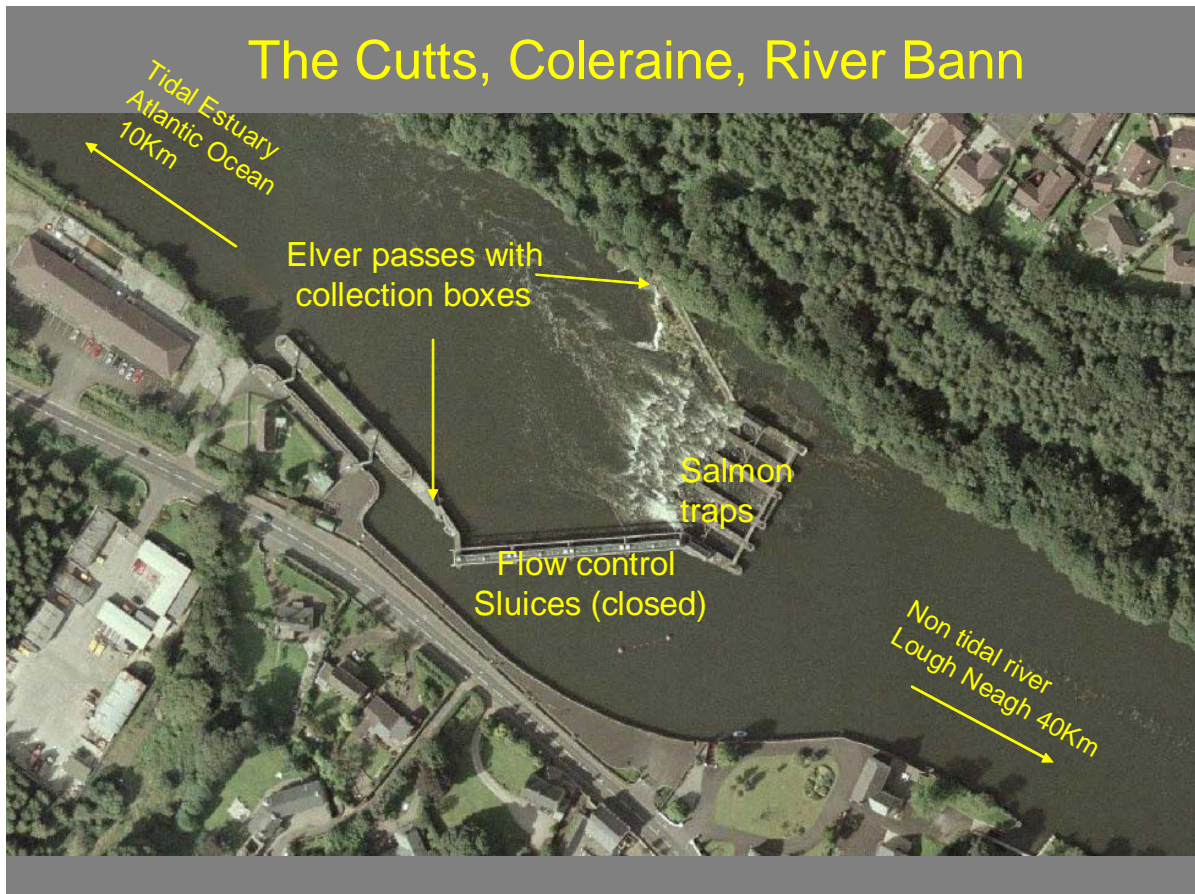 The Cutts, Coleraine, River Bann
Tidal Estuary
Atlantic Ocean
10Km
Elver passes with
collection boxes
Salmon
traps
Flow control
Sluices (closed)
Non tidal river
Lough Neagh 40Km